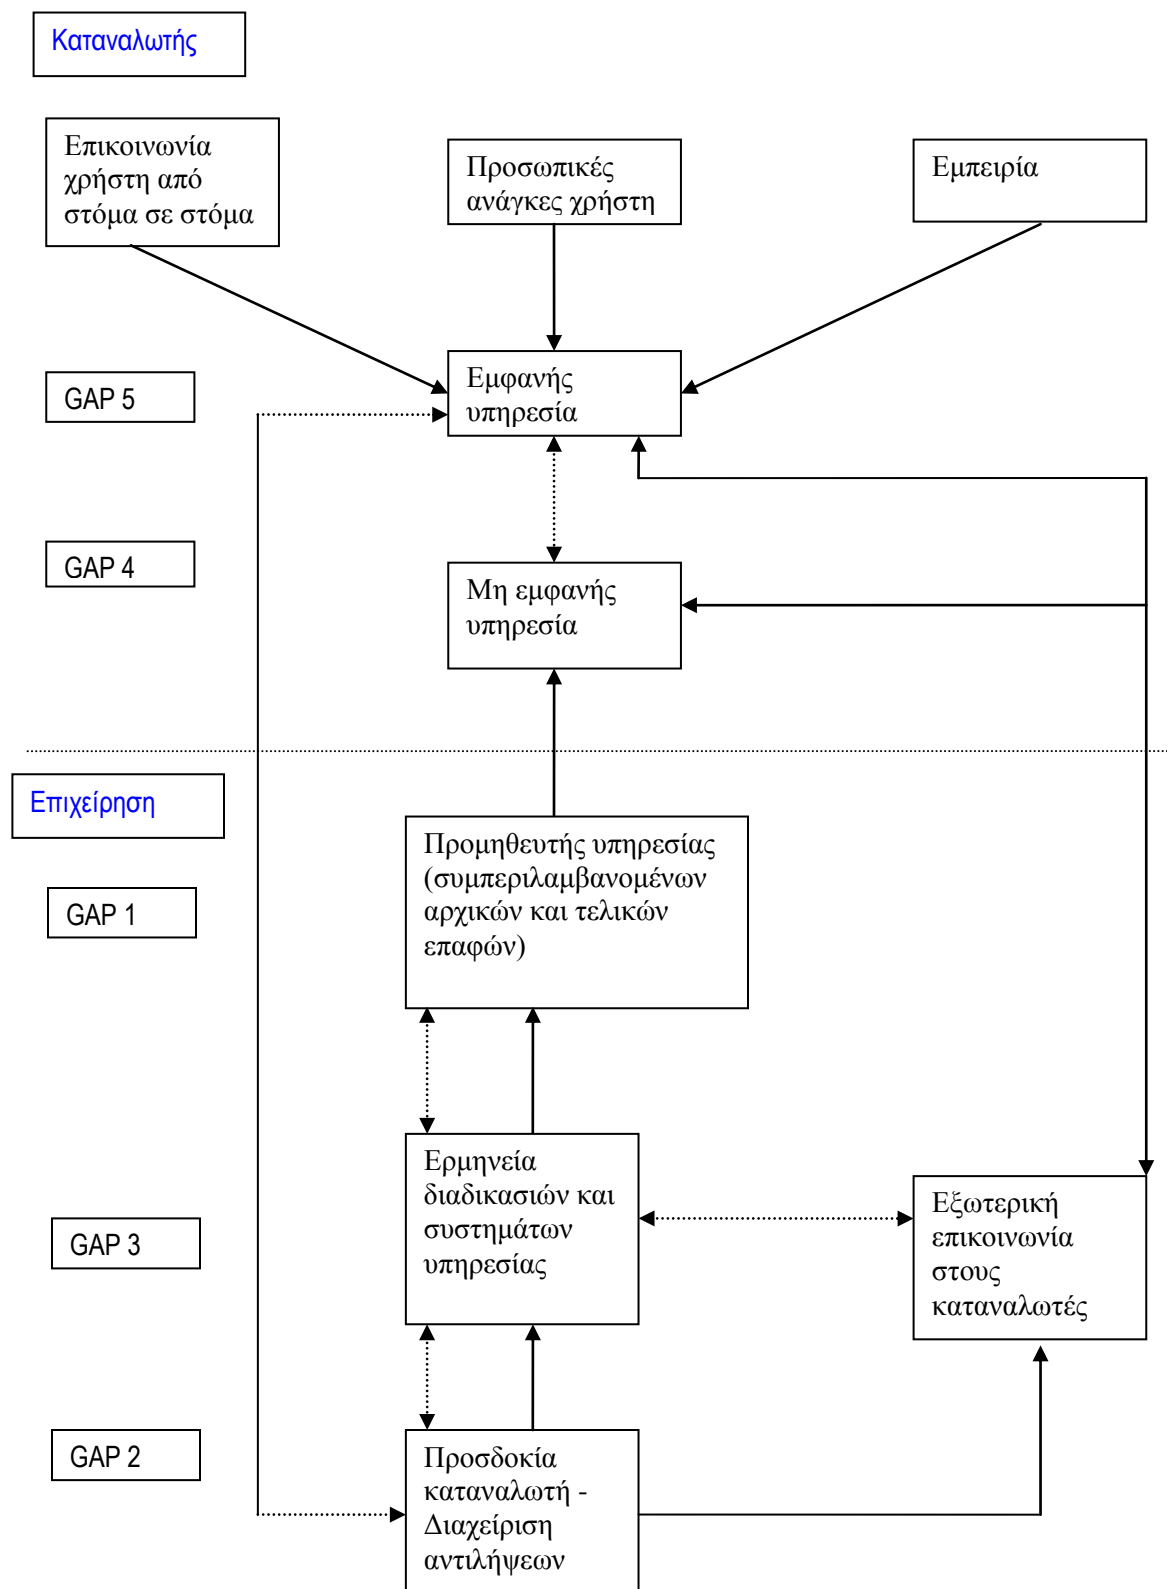 Καταναλωτής
Επικοινωνία
χρήστη από
στόμα σε στόμα
Προσωπικές
ανάγκες χρήστη
Εμπειρία
GAP 5
Εμφανής
υπηρεσία
GAP 4
Μη εμφανής
υπηρεσία
Επιχείρηση
Προμηθευτής υπηρεσίας
(συμπεριλαμβανομένων
αρχικών και τελικών
επαφών)
GAP 1
Ερμηνεία
διαδικασιών και
συστημάτων
υπηρεσίας
GAP 3
Εξωτερική
επικοινωνία
στους
καταναλωτές
GAP 2
Προσδοκία
καταναλωτή -
Διαχείριση
αντιλήψεων